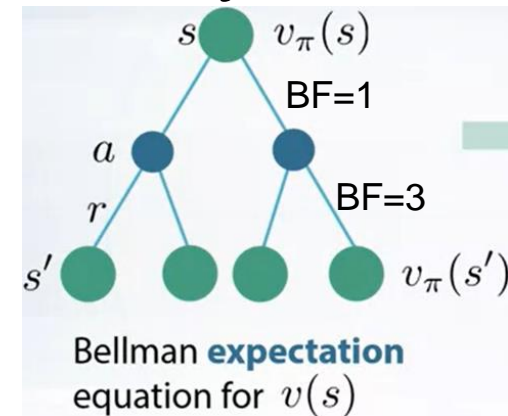 s vπ(s)
BF=1
a
r BF=3
s′ vπ(s′)
Bellman expectation
equation for v(s)